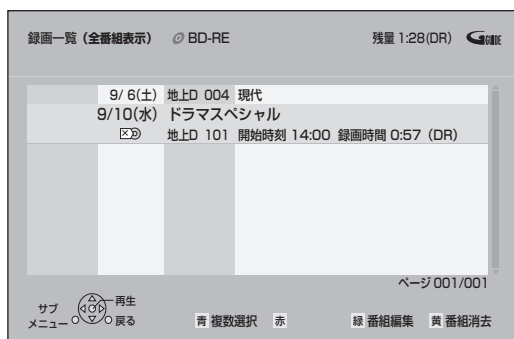 録画一覧(全番組表示) BD-RE 残量 1:28(DR) G GUIDE
9/ 6(土) 地上D 004 現代
9/10(水) ドラマスペシャル
地上D 101 開始時刻 14:00 録画時間 0:57 (DR)
ページ 001/001
サブ メニュー 再生
戻る 青 複数選択 赤 緑 番組編集 黄 番組消去